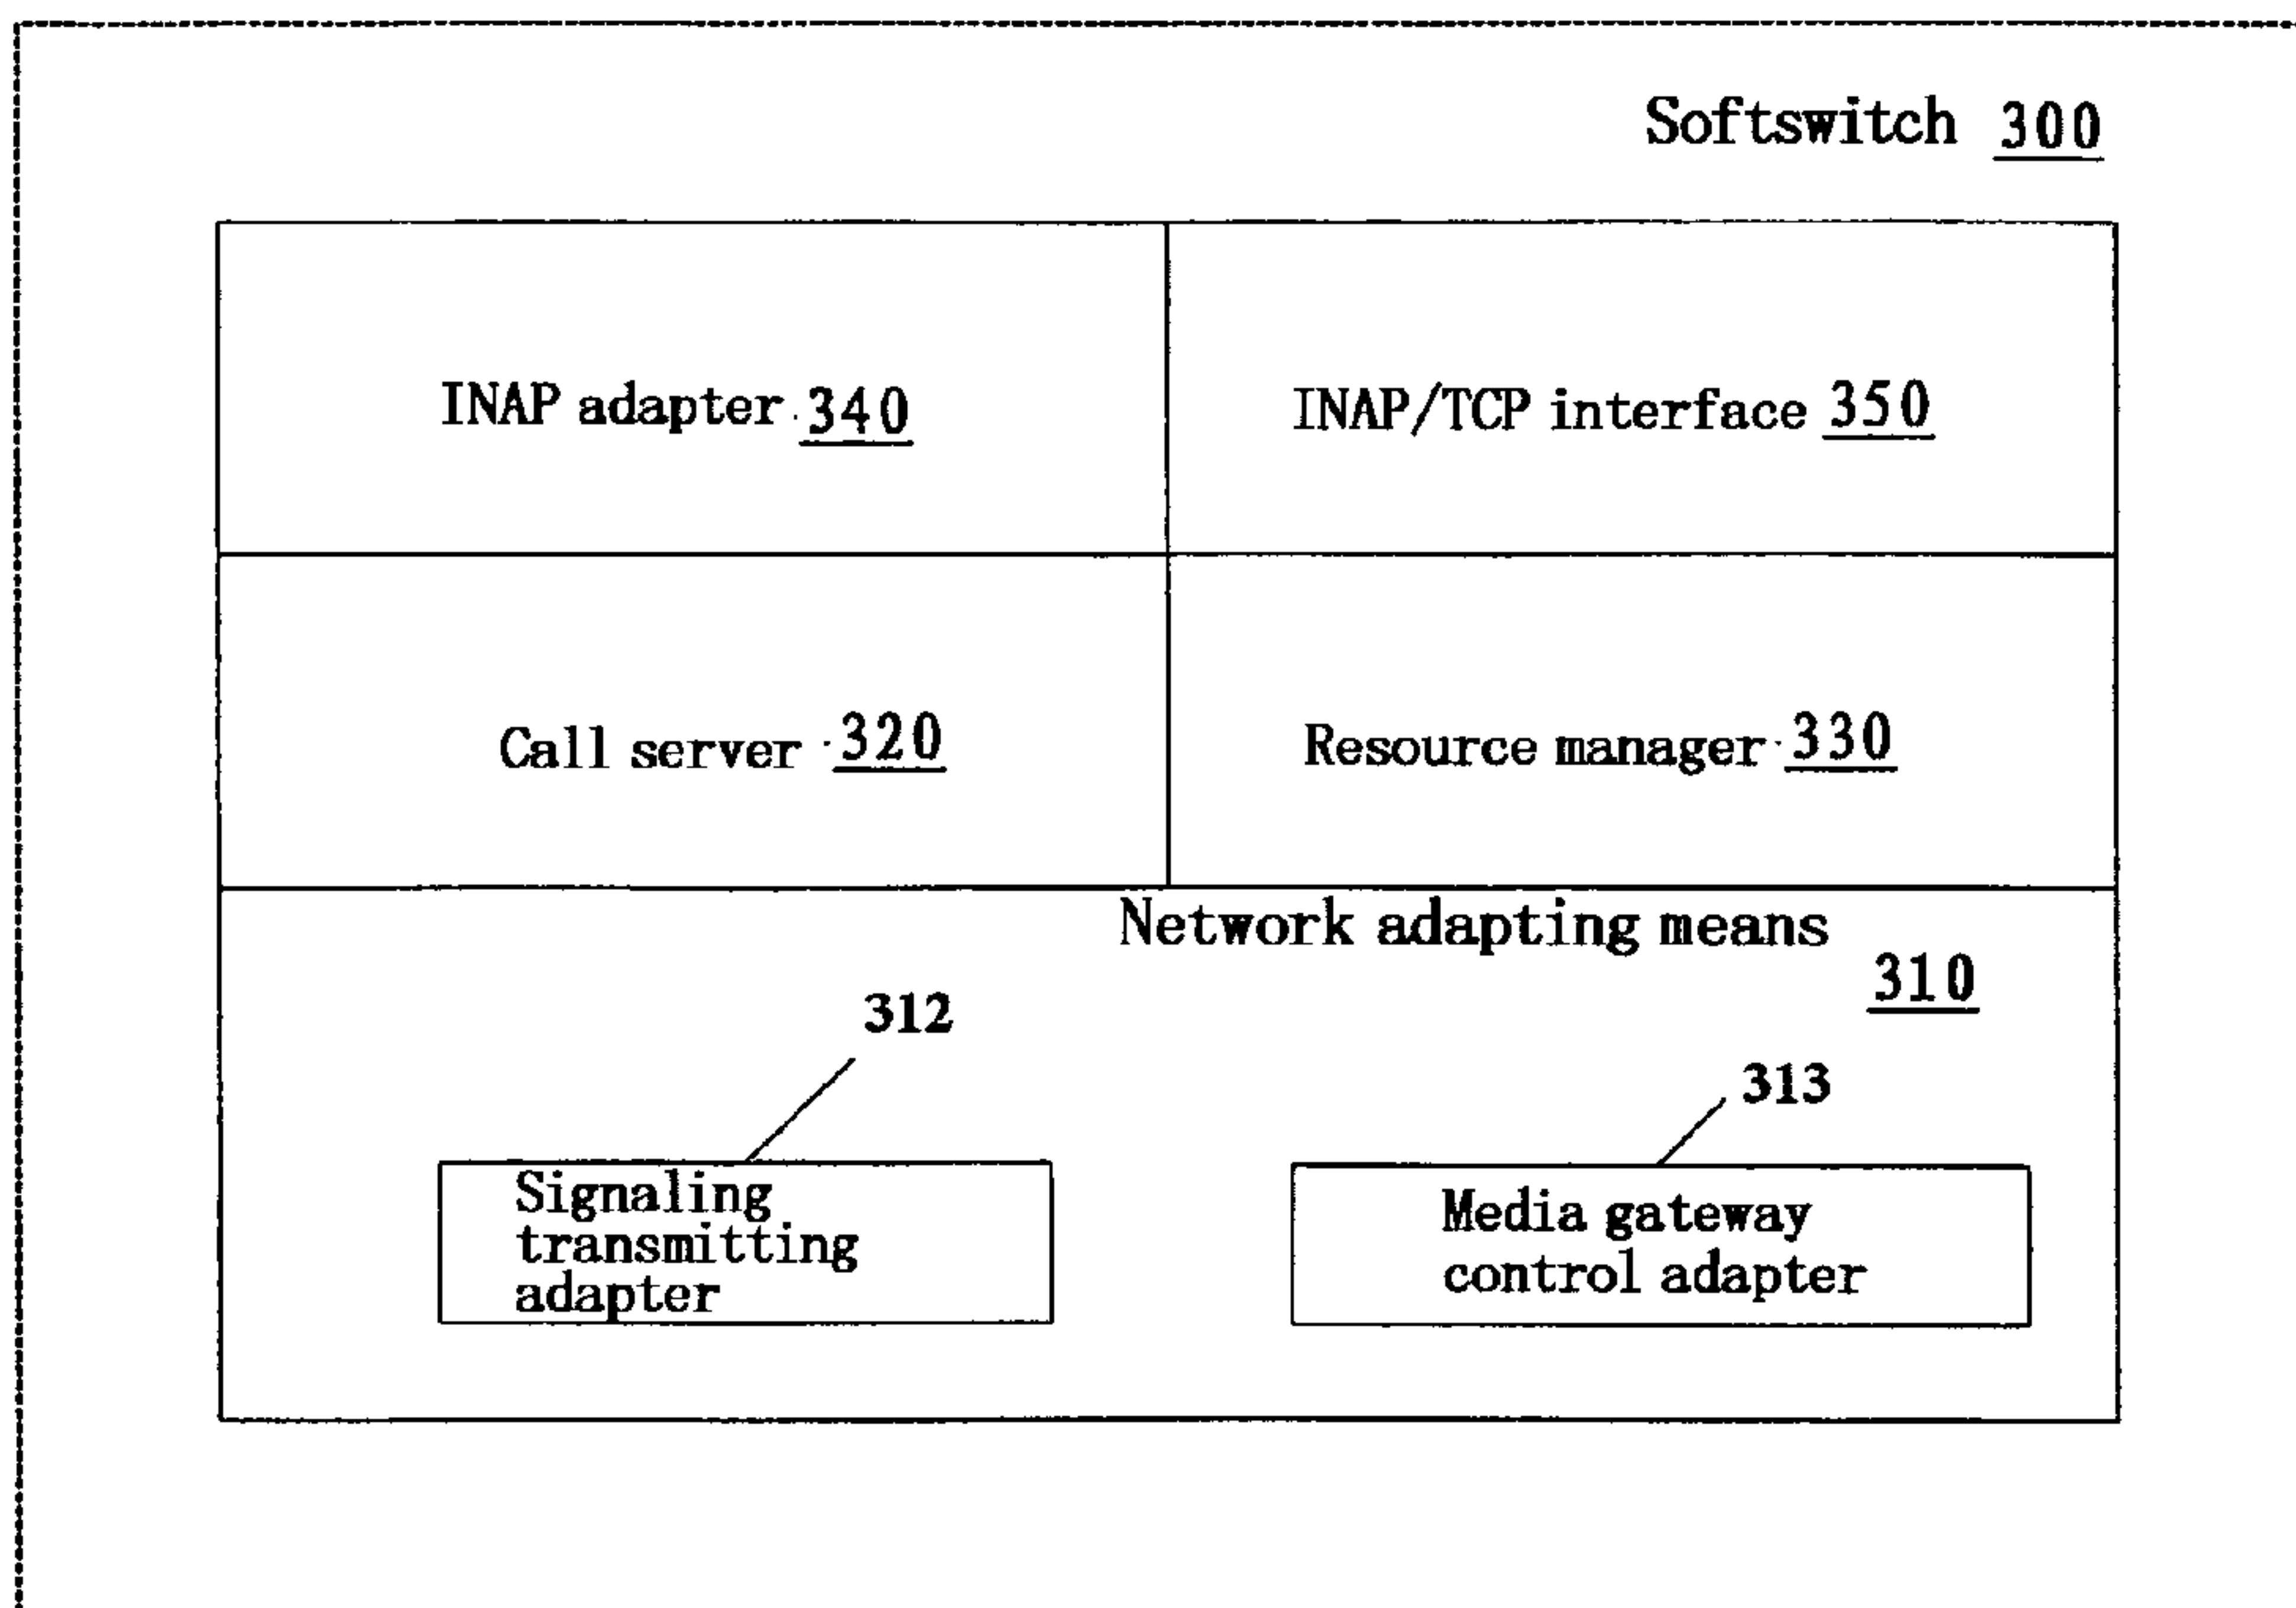 Softswitch 300
INAP adapter 340
INAP/TCP interface 350
Call server 320
Resource manager 330
Network adapting means
310
312
313
Signaling
transmitting
adapter
Media gateway
control adapter